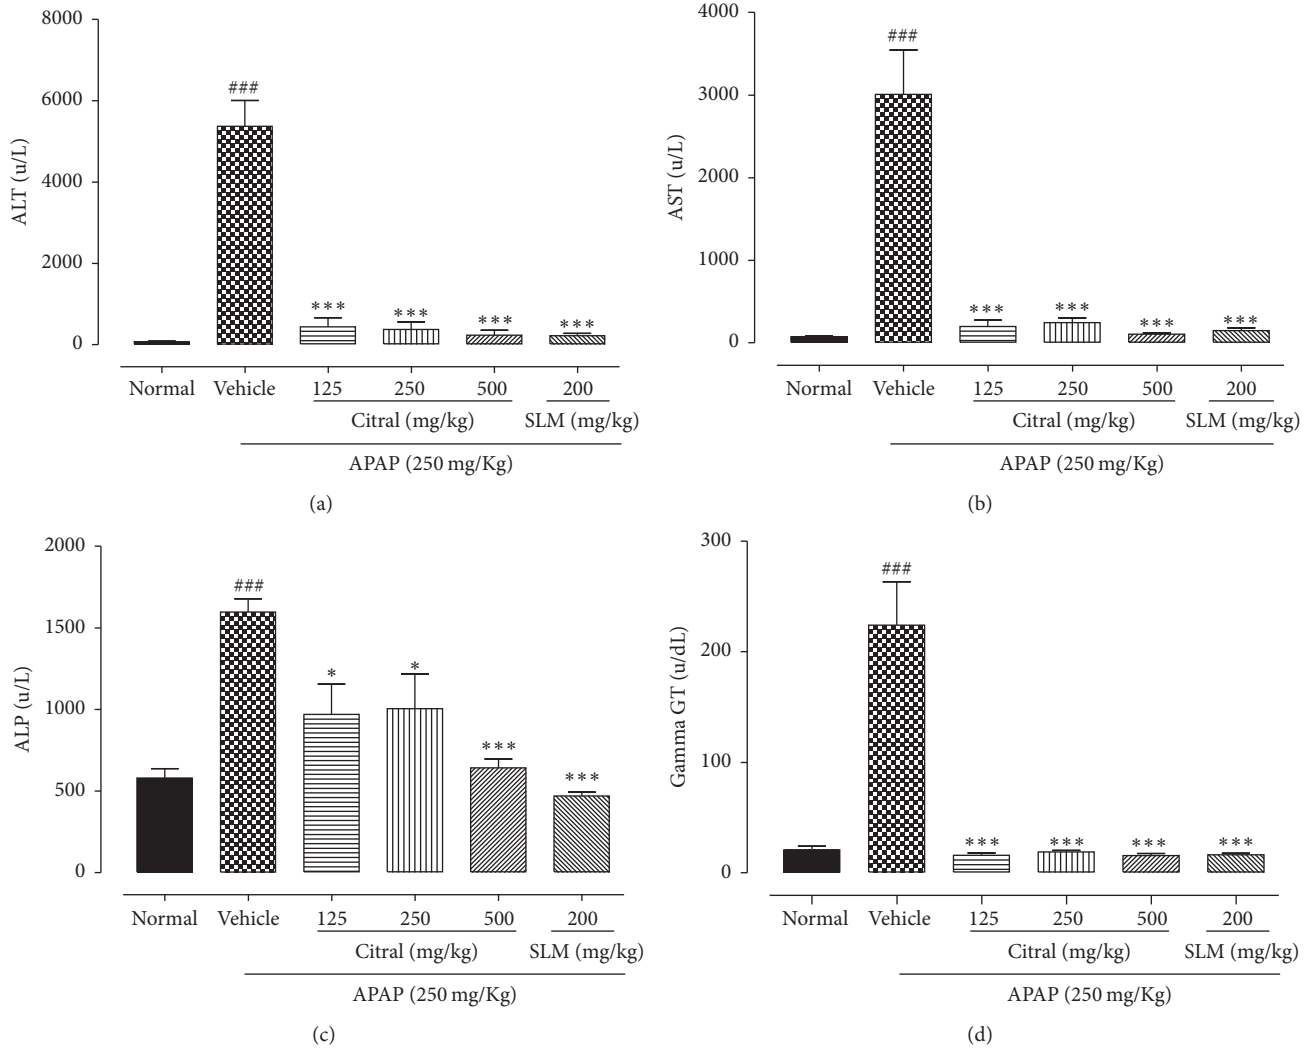 8000
6000
4000
2000
0
ALT (u/L)
###
***
***
***
***
Normal Vehicle 125 250 500 200
Citral (mg/kg) SLM (mg/kg)
APAP (250 mg/Kg)
(a)
4000
3000
2000
1000
0
AST (u/L)
###
***
***
***
***
Normal Vehicle 125 250 500 200
Citral (mg/kg) SLM (mg/kg)
APAP (250 mg/Kg)
(b)
2000
1500
1000
500
0
ALP (u/L)
###
*
*
***
***
Normal Vehicle 125 250 500 200
Citral (mg/kg) SLM (mg/kg)
APAP (250 mg/Kg)
(c)
300
200
100
0
Gamma GT (u/dL)
###
***
***
***
***
Normal Vehicle 125 250 500 200
Citral (mg/kg) SLM (mg/kg)
APAP (250 mg/Kg)
(d)